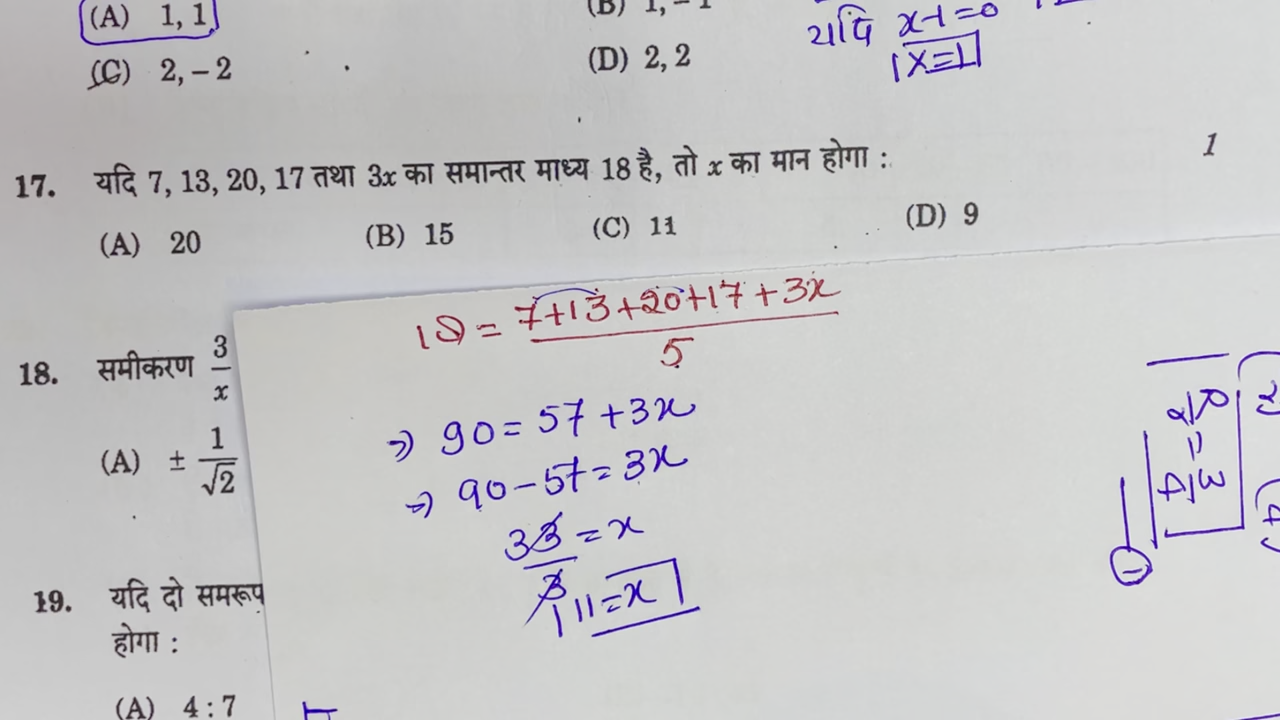 (A) 1, 1 (B) 1, – 1
यदि x-1=0
(C) 2, – 2 (D) 2, 2
x=1
17. यदि 7, 13, 20, 17 तथा 3x का समान्तर माध्य 18 है, तो x का मान होगा : 1
(A) 20 (B) 15 (C) 11 (D) 9
18 = 7+13+20+17+3x / 5
⇒ 90 = 57 + 3x
⇒ 90 - 57 = 3x
33/3 = x
11 = x
18. समीकरण 3/x
(A) ± 1/√2
19. यदि दो समरूप
होगा :
(A) 4 : 7